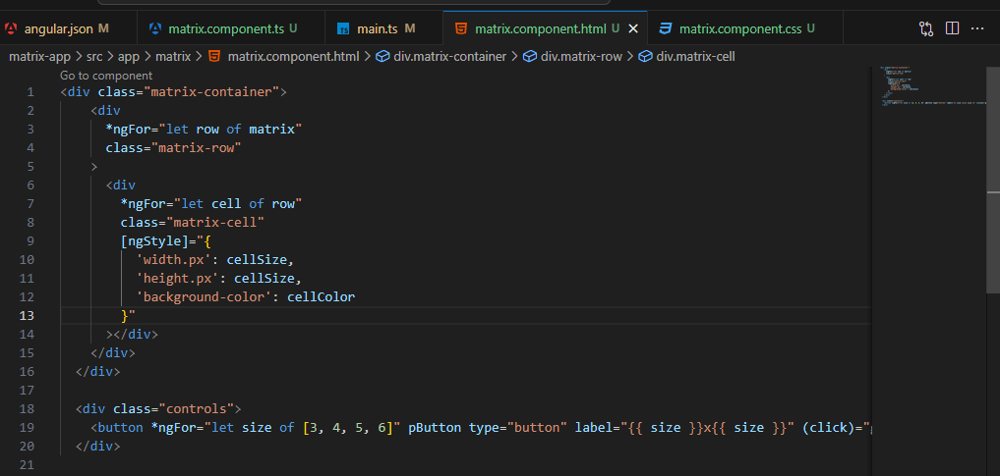 angular.json M matrix.component.ts U main.ts M matrix.component.html U matrix.component.css U
matrix-app > src > app > matrix > matrix.component.html > div.matrix-container > div.matrix-row > div.matrix-cell
Go to component
1 <div class="matrix-container">
2 <div
3 *ngFor="let row of matrix"
4 class="matrix-row"
5 >
6 <div
7 *ngFor="let cell of row"
8 class="matrix-cell"
9 [ngStyle]="{
10 'width.px': cellSize,
11 'height.px': cellSize,
12 'background-color': cellColor
13 }"
14 ></div>
15 </div>
16 </div>
17
18 <div class="controls">
19 <button *ngFor="let size of [3, 4, 5, 6]" pButton type="button" label="{{ size }}x{{ size }}" (click)="
20 </div>
21